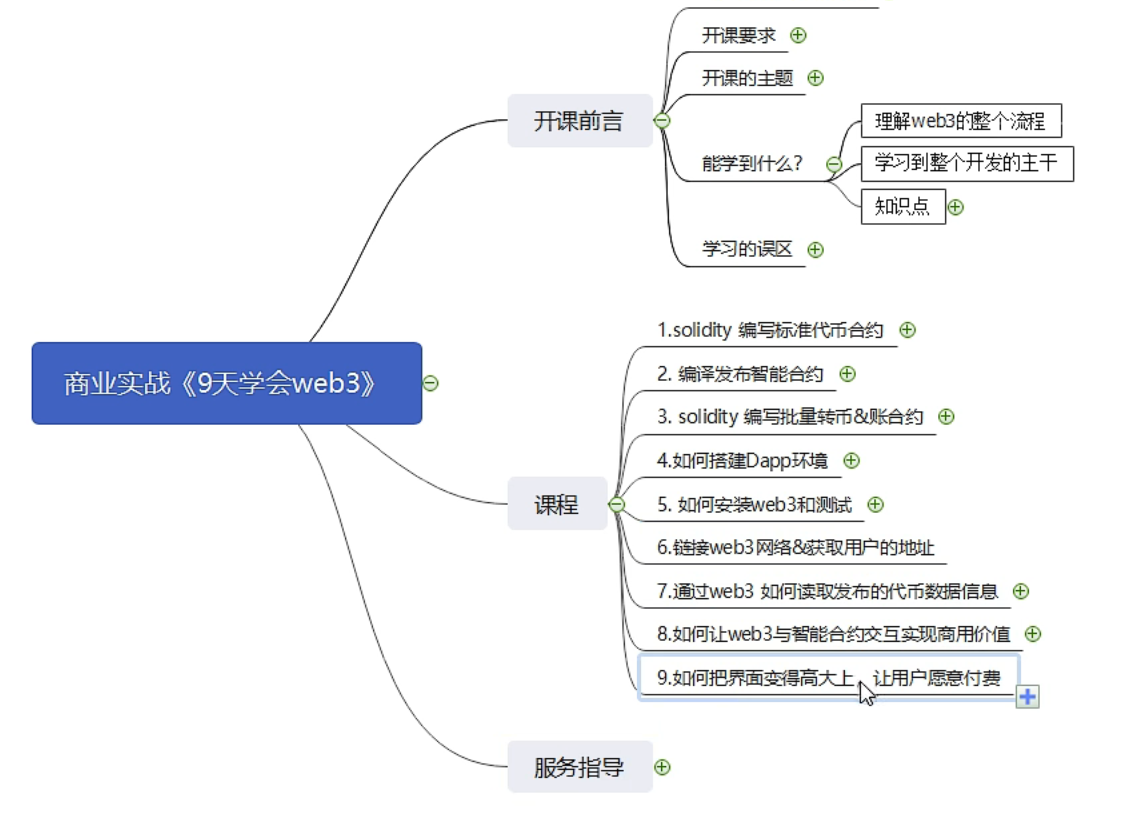 开课要求
开课的主题
开课前言
理解web3的整个流程
能学到什么？
学习到整个开发的主干
知识点
学习的误区
商业实战《9天学会web3》
1.solidity 编写标准代币合约
2. 编译发布智能合约
3. solidity 编写批量转币&账合约
4.如何搭建Dapp环境
课程
5. 如何安装web3和测试
6.链接web3网络&获取用户的地址
7.通过web3 如何读取发布的代币数据信息
8.如何让web3与智能合约交互实现商用价值
9.如何把界面变得高大上，让用户愿意付费
服务指导